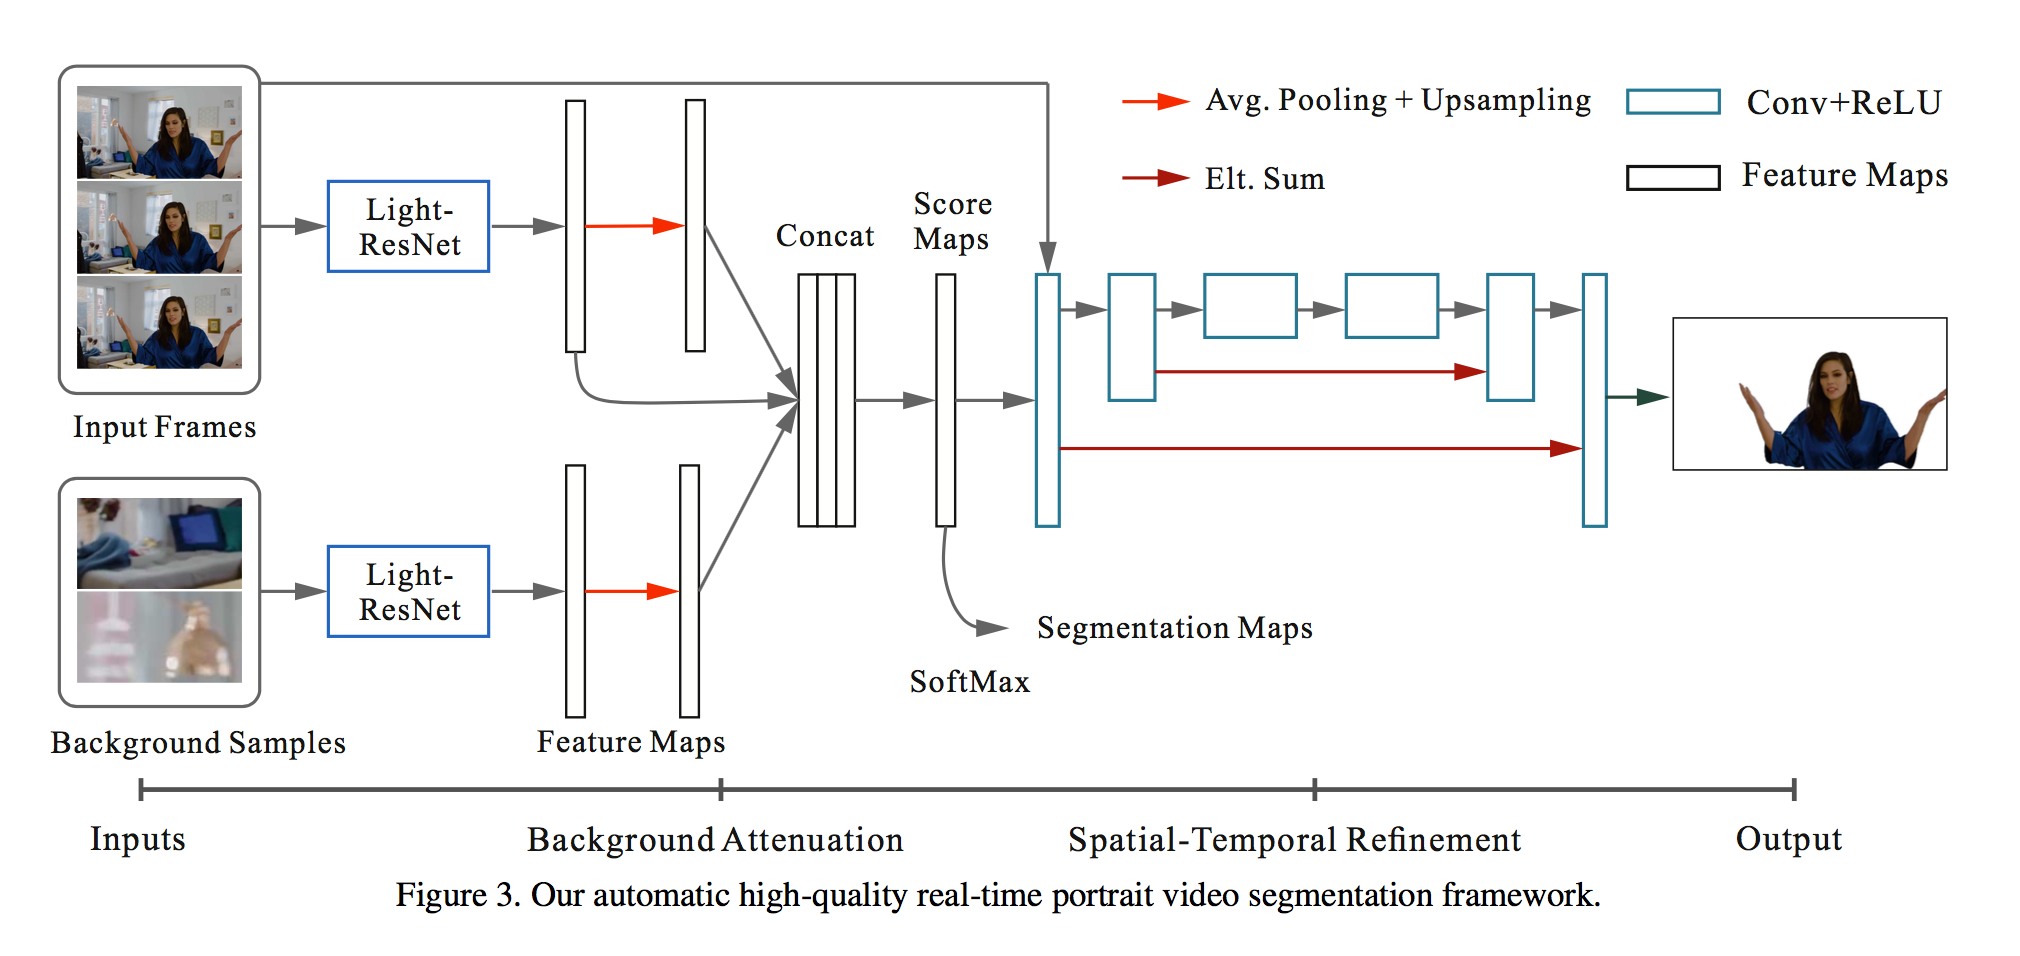 Avg. Pooling + Upsampling
Conv+ReLU
Elt. Sum
Feature Maps
Light-
ResNet
Concat
Score
Maps
Input Frames
Light-
ResNet
Segmentation Maps
SoftMax
Background Samples
Feature Maps
Inputs
Background Attenuation
Spatial-Temporal Refinement
Output
Figure 3. Our automatic high-quality real-time portrait video segmentation framework.